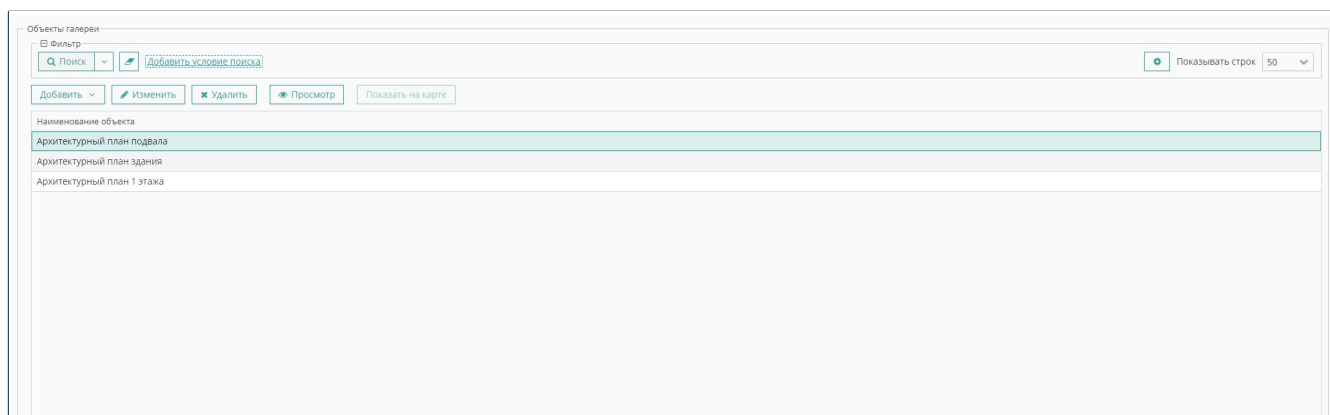 Объекты галереи
Фильтр
Поиск Добавить условие поиска Показывать строк 50
Добавить Изменить Удалить Просмотр Показать на карте
Наименование объекта
Архитектурный план подвала
Архитектурный план здания
Архитектурный план 1 этажа